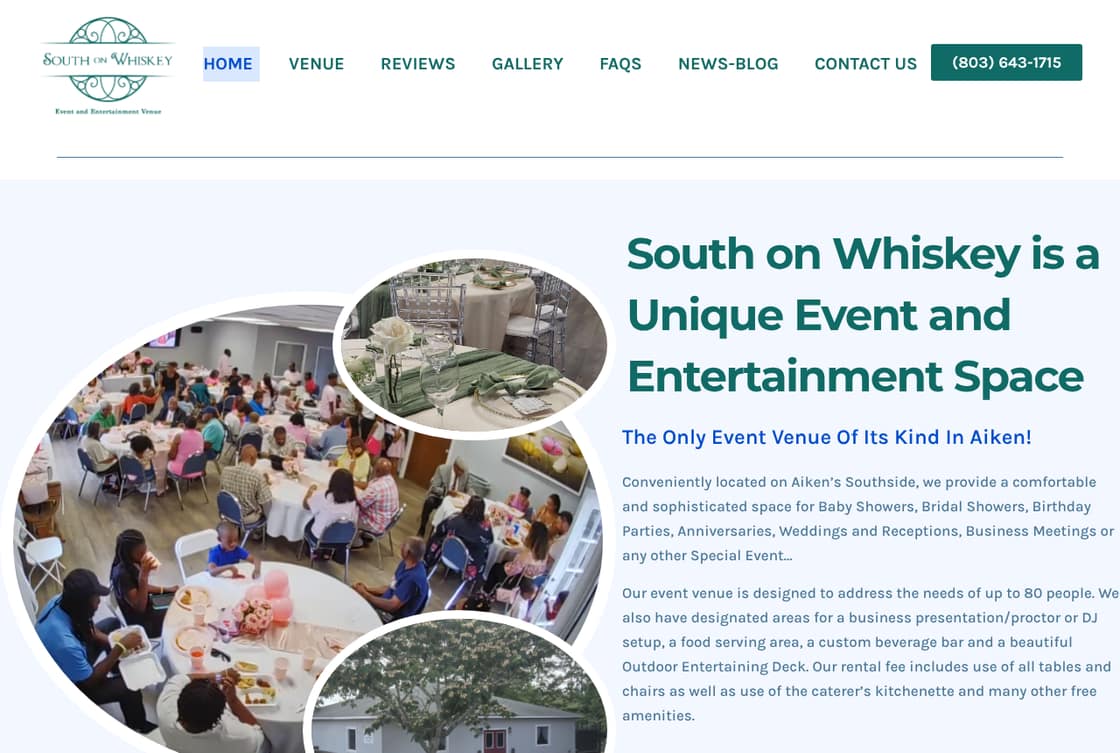 South on Whiskey
Event and Entertainment Venue
HOME
VENUE
REVIEWS
GALLERY
FAQS
NEWS-BLOG
CONTACT US
(803) 643-1715
South on Whiskey is a
Unique Event and
Entertainment Space
The Only Event Venue Of Its Kind In Aiken!
Conveniently located on Aiken’s Southside, we provide a comfortable
and sophisticated space for Baby Showers, Bridal Showers, Birthday
Parties, Anniversaries, Weddings and Receptions, Business Meetings or
any other Special Event…
Our event venue is designed to address the needs of up to 80 people. We
also have designated areas for a business presentation/proctor or DJ
setup, a food serving area, a custom beverage bar and a beautiful
Outdoor Entertaining Deck. Our rental fee includes use of all tables and
chairs as well as use of the caterer’s kitchenette and many other free
amenities.